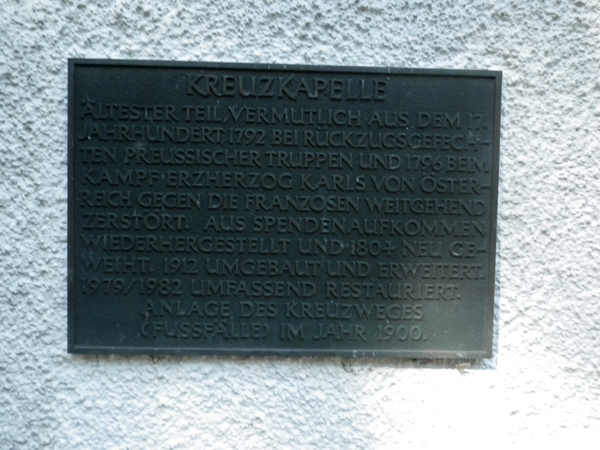 KREUZKAPELLE
ÄLTESTER TEIL VERMUTLICH AUS DEM 17.
JAHRHUNDERT. 1792 BEI RÜCKZUGSGEFECH-
TEN PREUSSISCHER TRUPPEN UND 1796 BEIM
KAMPF ERZHERZOG KARLS VON ÖSTER-
REICH GEGEN DIE FRANZOSEN WEITGEHEND
ZERSTÖRT. AUS SPENDENAUFKOMMEN
WIEDERHERGESTELLT UND 1804 NEU GE-
WEIHT. 1912 UMGEBAUT UND ERWEITERT.
1979/1982 UMFASSEND RESTAURIERT.
ANLAGE DES KREUZWEGES
(FUSSFÄLLE) IM JAHR 1900.